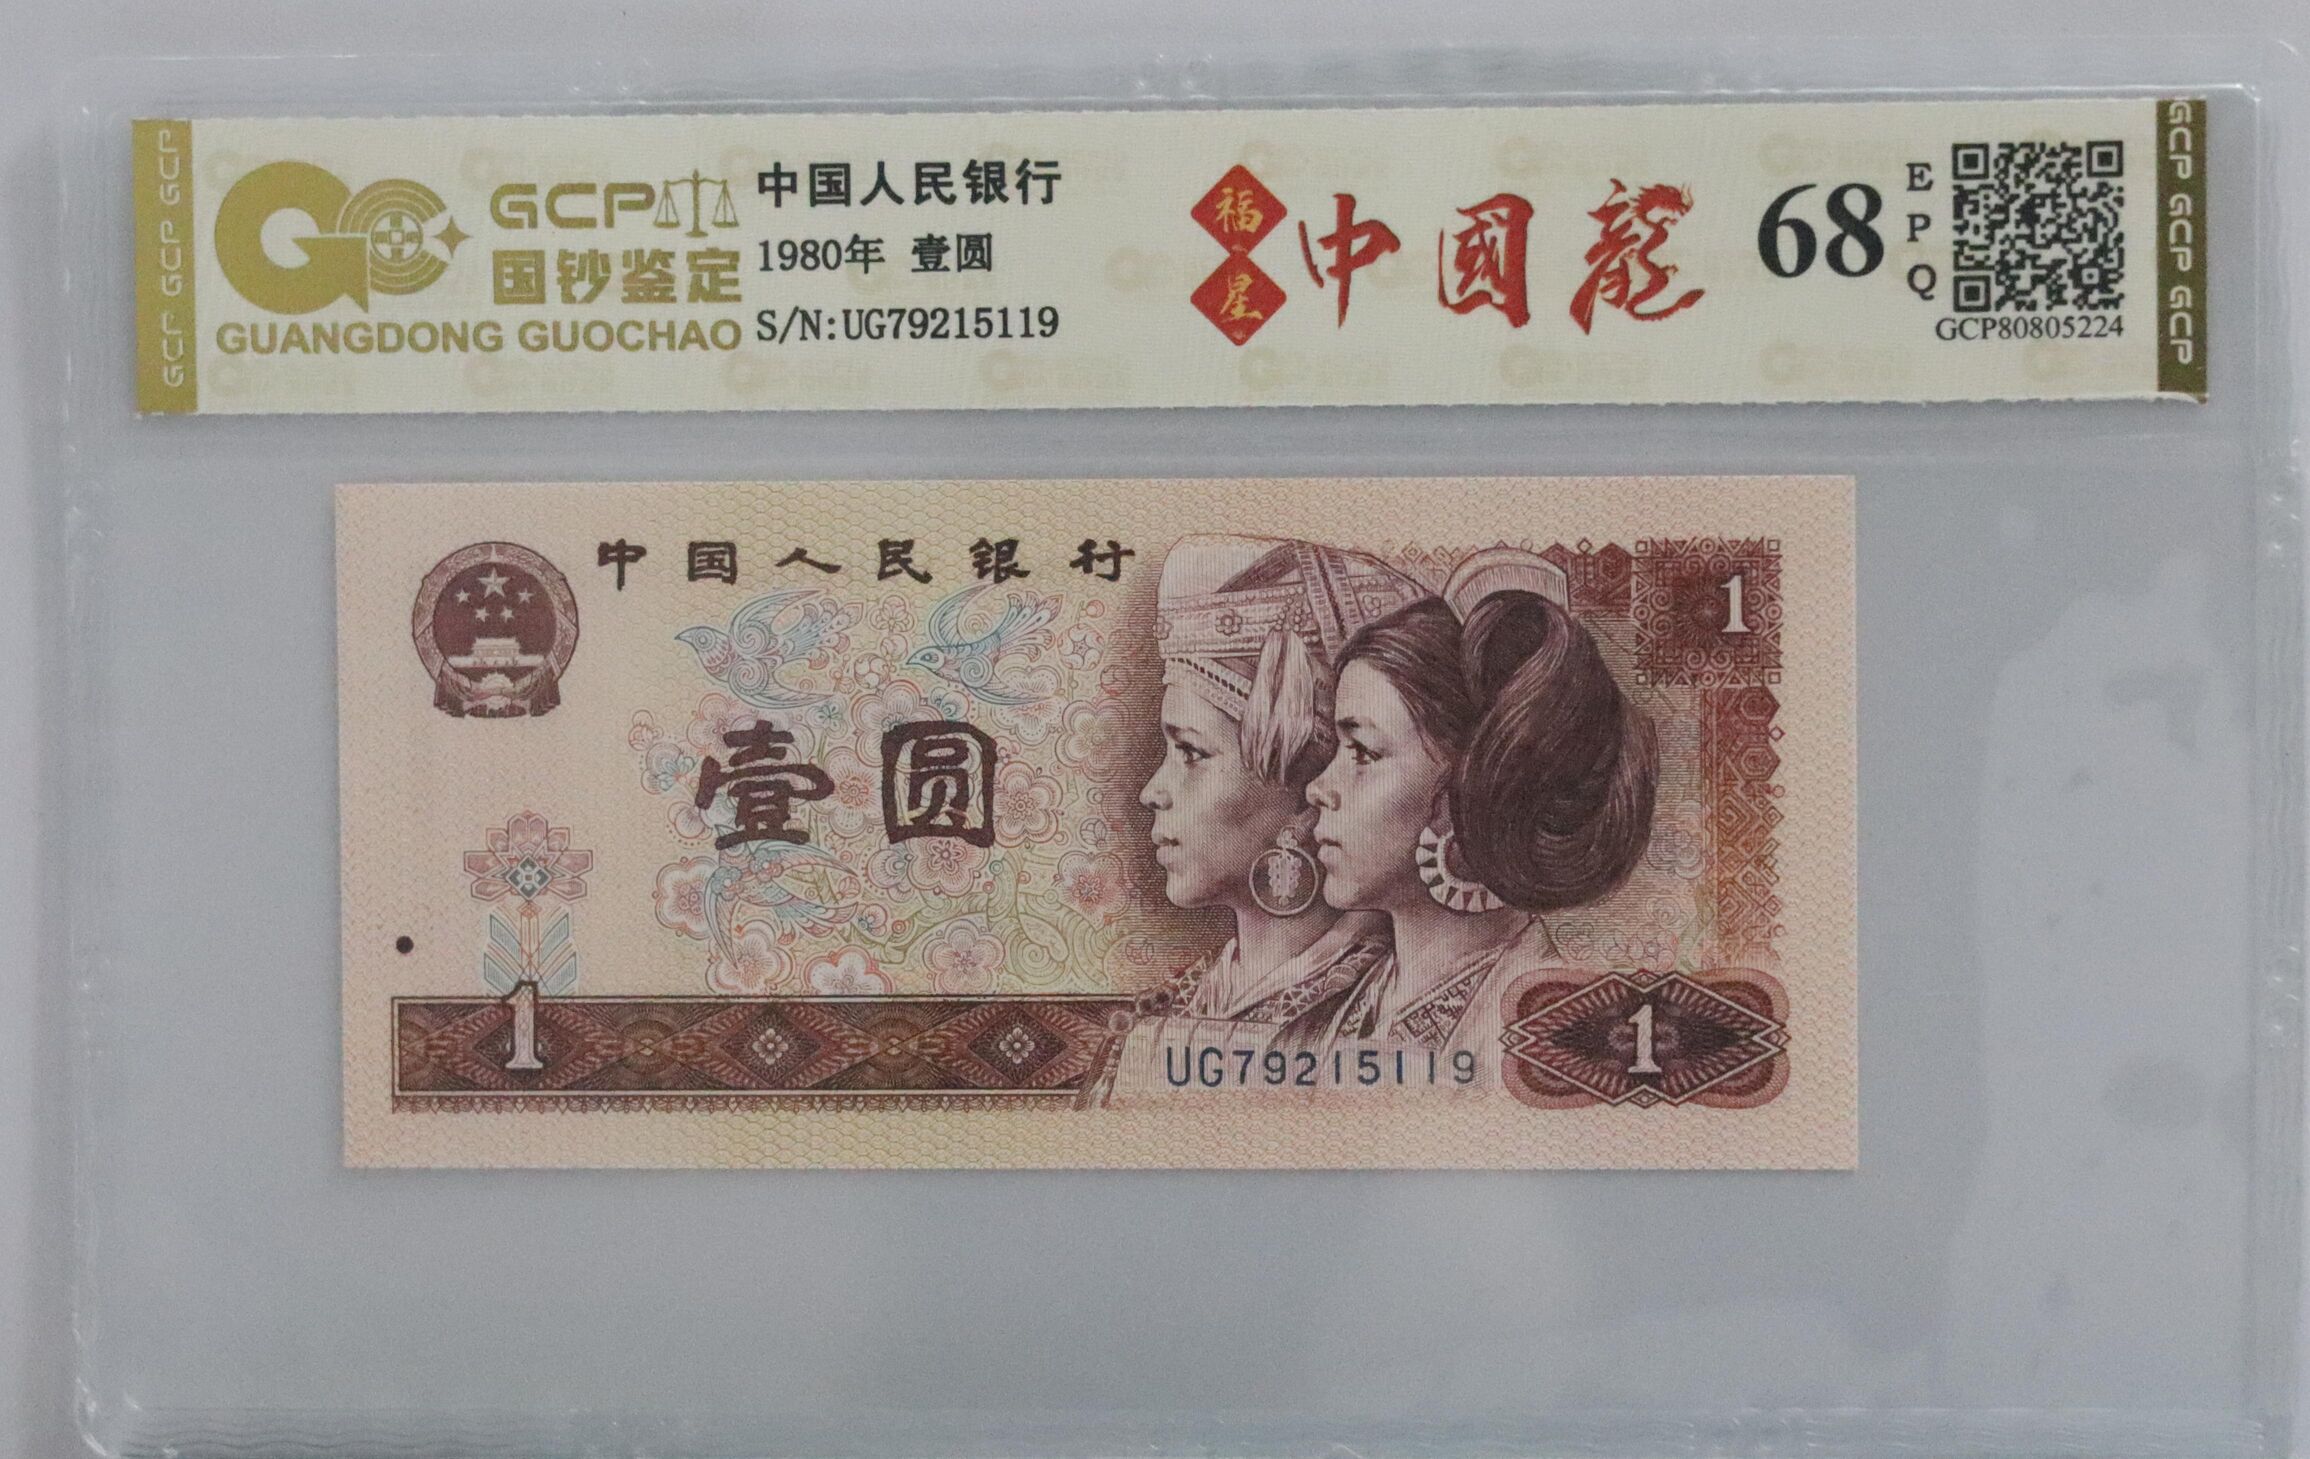 GCP GCP GCP
GCP
国钞鉴定
GUANGDONG GUOCHAO
中国人民银行
1980年 壹圆
S/N:UG79215119
福
星
中國龍
68
E
P
Q
GCP80805224
GCP GCP GCP
中国人民银行
1
壹圆
1
1
UG79215119